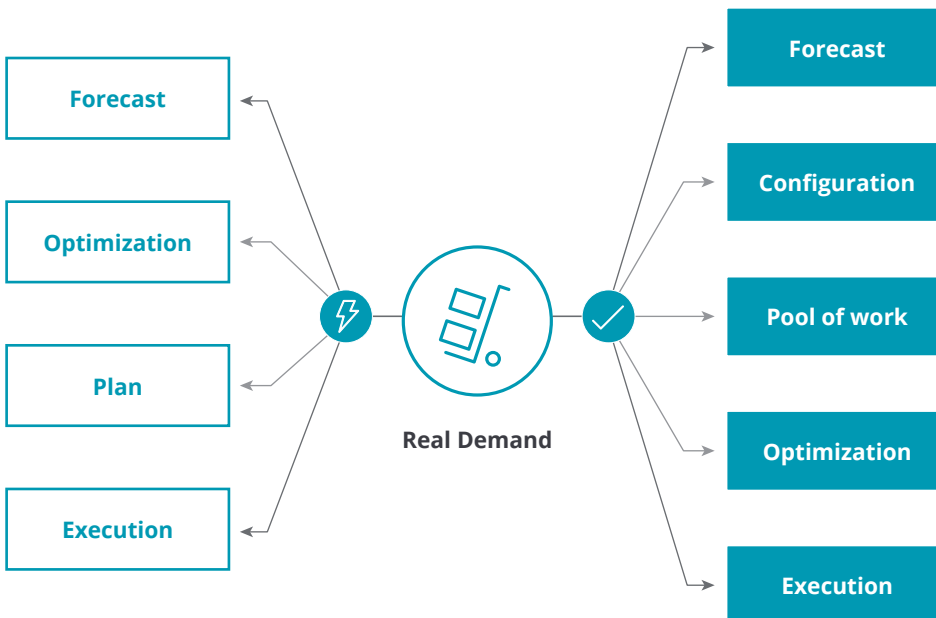 Forecast
Optimization
Plan
Execution
Real Demand
Forecast
Configuration
Pool of work
Optimization
Execution